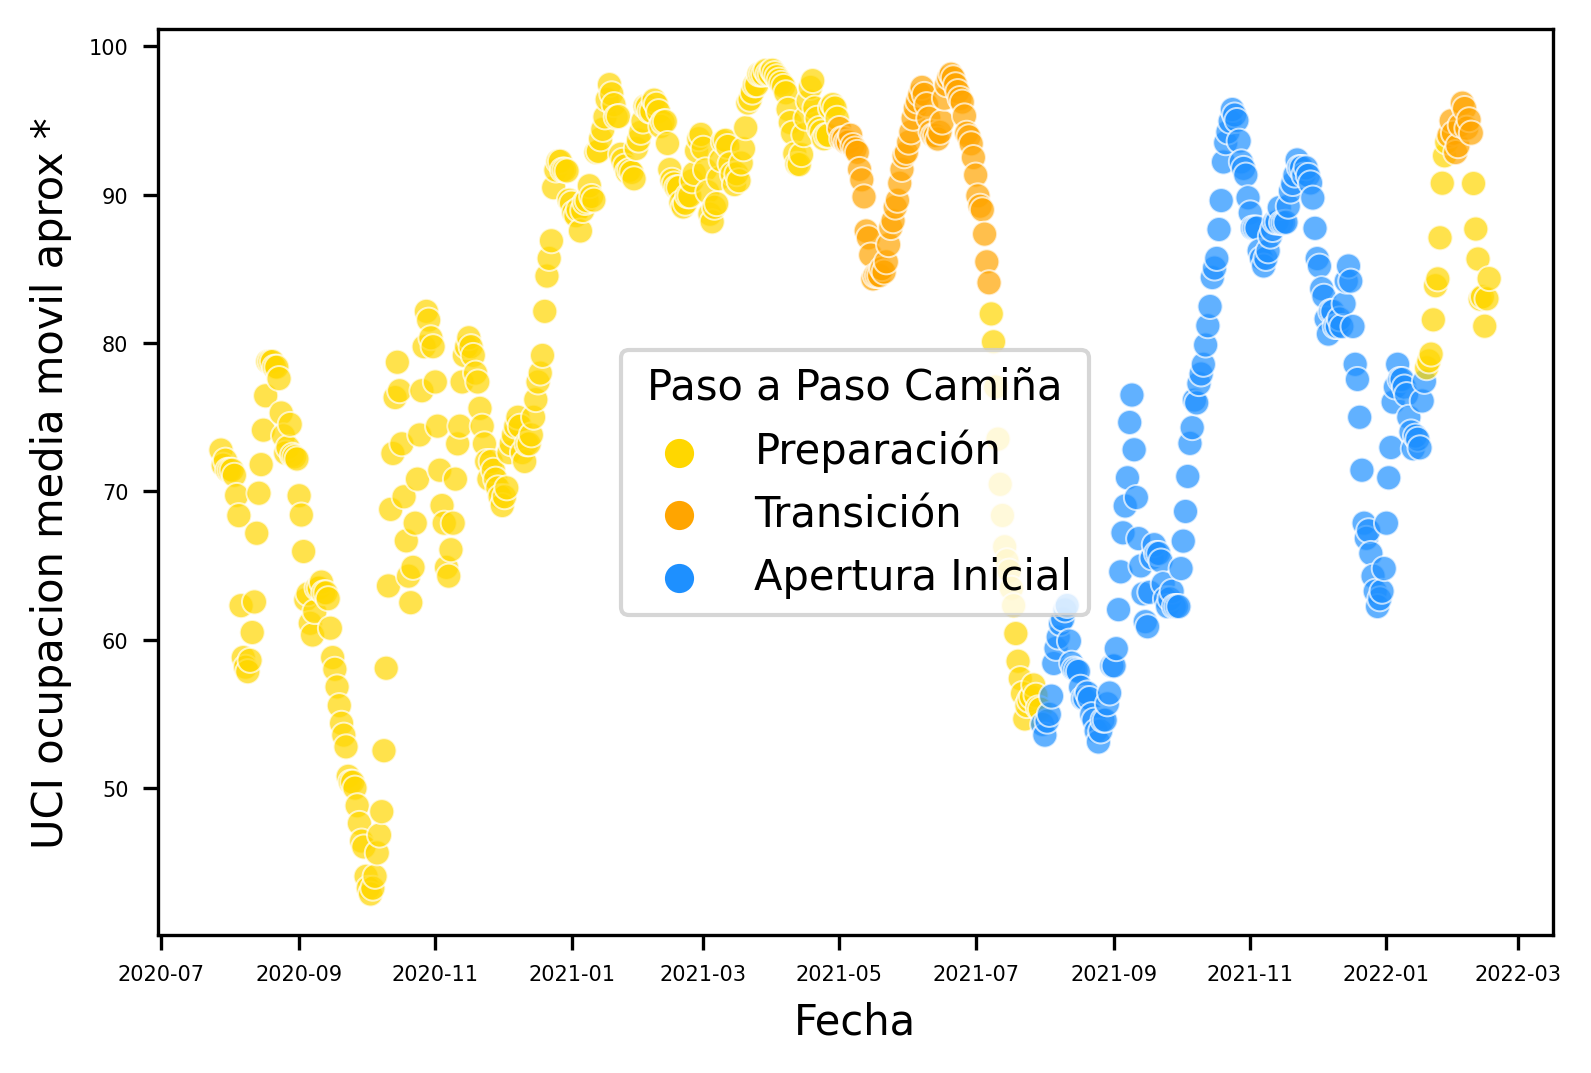 UCI ocupacion media movil aprox *
100
90
80
70
60
50
Paso a Paso Camiña
Preparación
Transición
Apertura Inicial
2020-07 2020-09 2020-11 2021-01 2021-03 2021-05 2021-07 2021-09 2021-11 2022-01 2022-03
Fecha